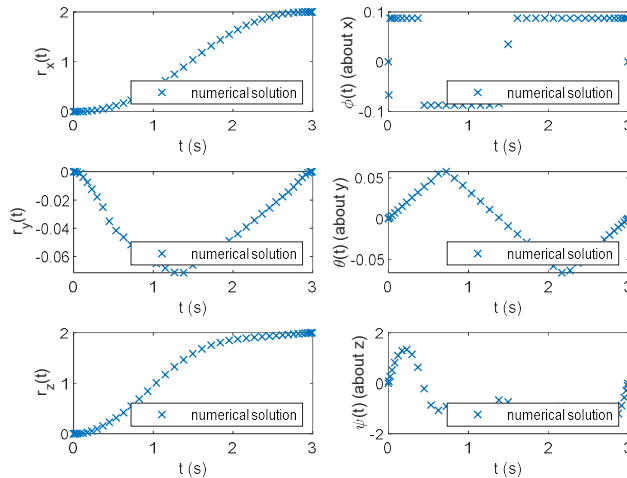 2
1
0
r_x(t)
numerical solution
0 1 2 3
t (s)
0.1
0
-0.1
ϕ(t) (about x)
numerical solution
0 1 2 3
t (s)
0
-0.02
-0.04
-0.06
r_y(t)
numerical solution
0 1 2 3
t (s)
0.05
0
-0.05
θ(t) (about y)
numerical solution
0 1 2 3
t (s)
2
1
0
r_z(t)
numerical solution
0 1 2 3
t (s)
2
0
-2
ψ(t) (about z)
numerical solution
0 1 2 3
t (s)